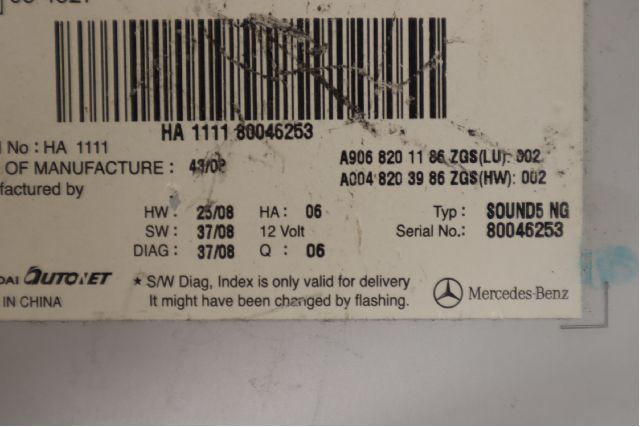 HA 1111 80046253
No : HA 1111
OF MANUFACTURE : 43/08
A906 820 11 86 ZGS(LU): 002
A004 820 39 86 ZGS(HW): 002
factured by
HW : 25/08 HA : 06 Typ : SOUND5 NG
SW : 37/08 12 Volt Serial No.: 80046253
DIAG : 37/08 Q : 06
DAI AUTONET
IN CHINA
★ S/W Diag, Index is only valid for delivery
It might have been changed by flashing.
Mercedes-Benz